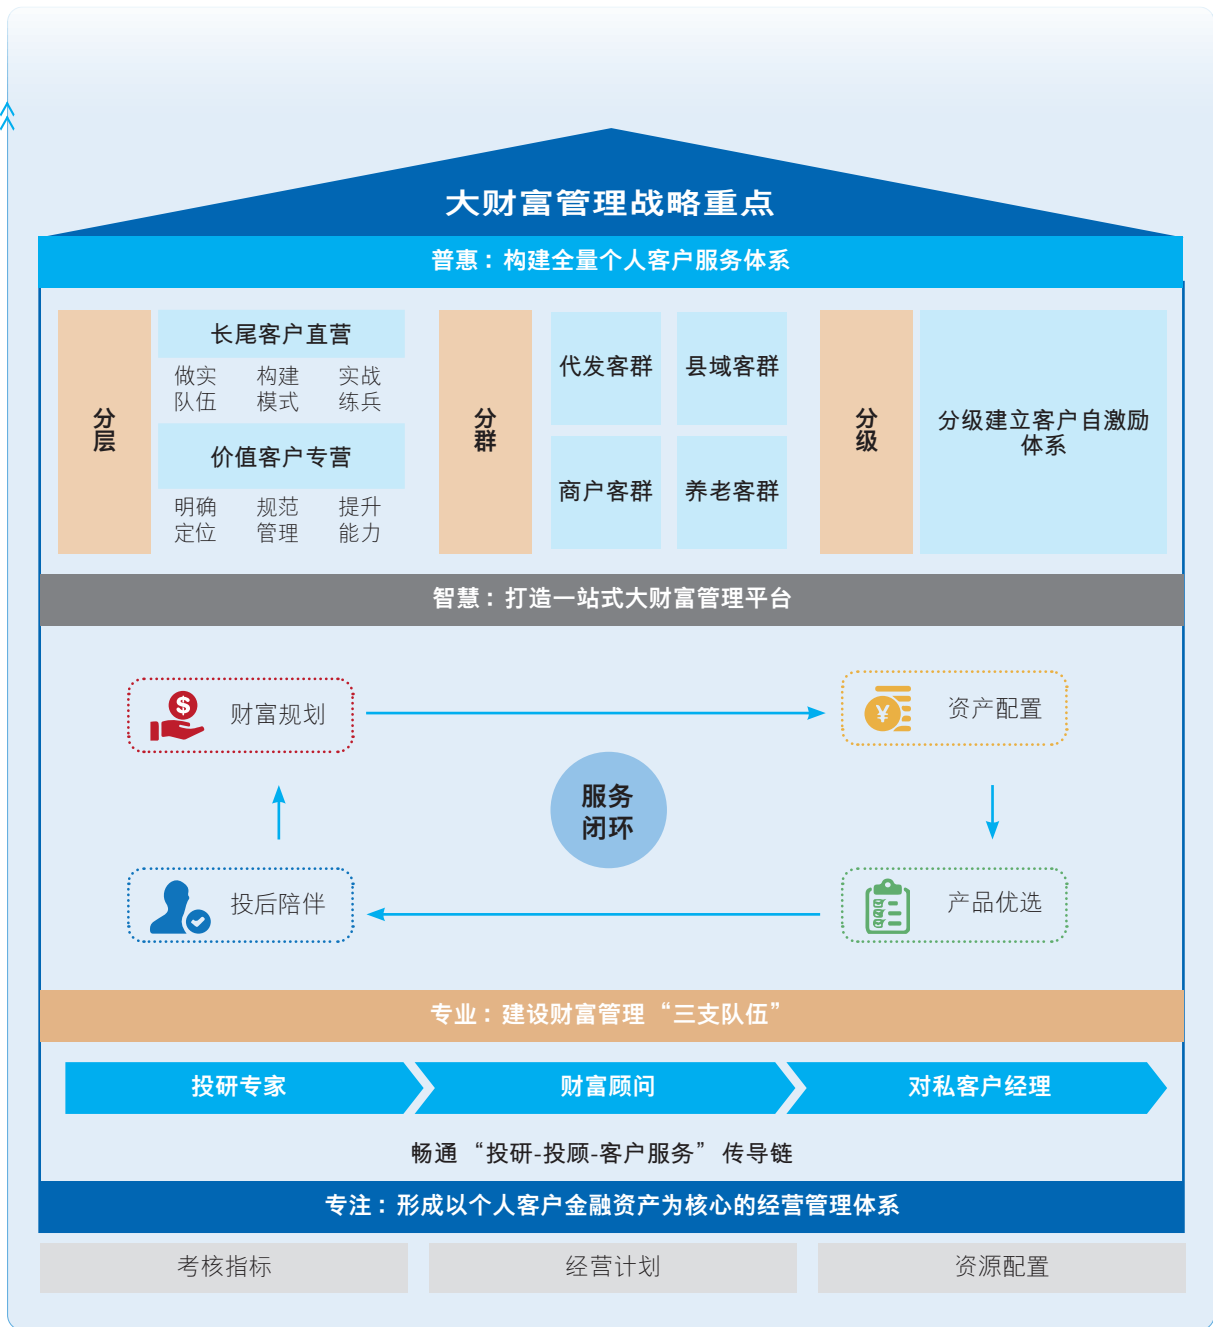 大财富管理战略重点
普惠：构建全量个人客户服务体系
分
层
长尾客户直营
做实 构建 实战
队伍 模式 练兵
价值客户专营
明确 规范 提升
定位 管理 能力
分
群
代发客群 县域客群
商户客群 养老客群
分
级
分级建立客户自激励
体系
智慧：打造一站式大财富管理平台
财富规划
资产配置
服务
闭环
投后陪伴
产品优选
专业：建设财富管理“三支队伍”
投研专家 财富顾问 对私客户经理
畅通“投研-投顾-客户服务”传导链
专注：形成以个人客户金融资产为核心的经营管理体系
考核指标 经营计划 资源配置